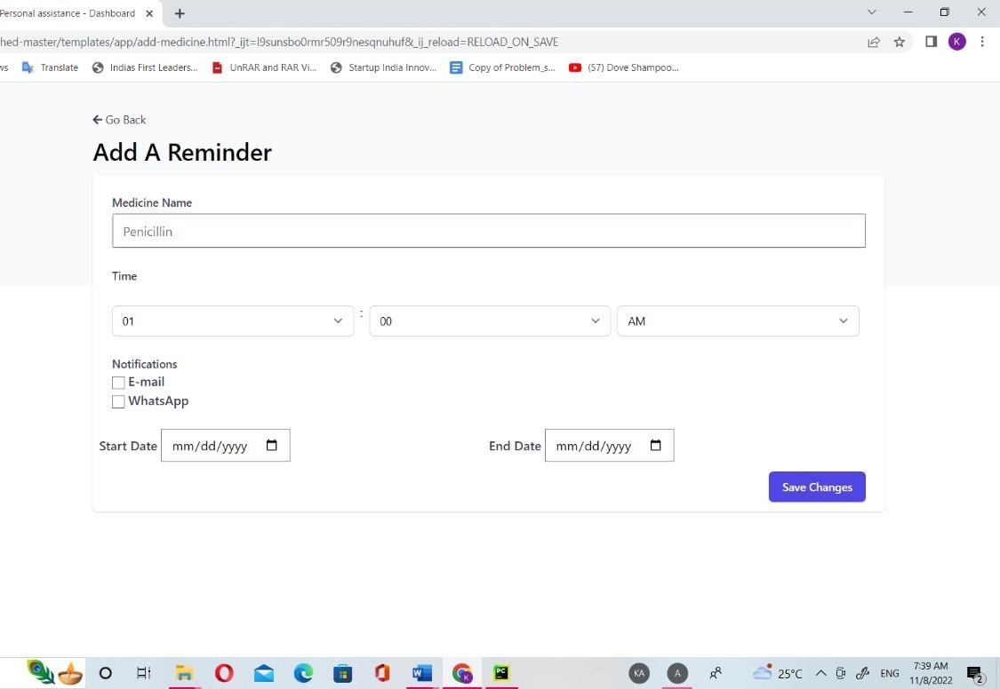 Personal assistance - Dashboard
hed-master/templates/app/add-medicine.html?_ijt=l9sunsbo0rmr509r9nesqnuhuf&_ij_reload=RELOAD_ON_SAVE
K
ws Translate Indias First Leaders... UnRAR and RAR Vi... Startup India Innov... Copy of Problem_s... (57) Dove Shampoo...
Go Back
Add A Reminder
Medicine Name
Penicillin
Time
01 : 00 AM
Notifications
E-mail
WhatsApp
Start Date mm/dd/yyyy End Date mm/dd/yyyy
Save Changes
W K PC KA A 25°C ENG 7:39 AM
11/8/2022 2